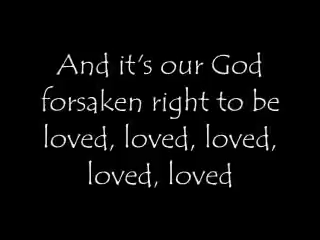 And it's our God
forsaken right to be
loved, loved, loved,
loved, loved